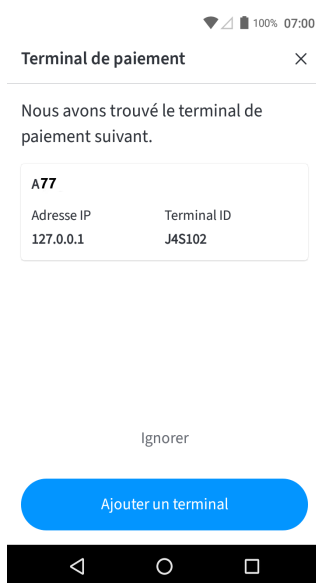 100% 07:00
Terminal de paiement
Nous avons trouvé le terminal de
paiement suivant.
A77
Adresse IP Terminal ID
127.0.0.1 J4S102
Ignorer
Ajouter un terminal